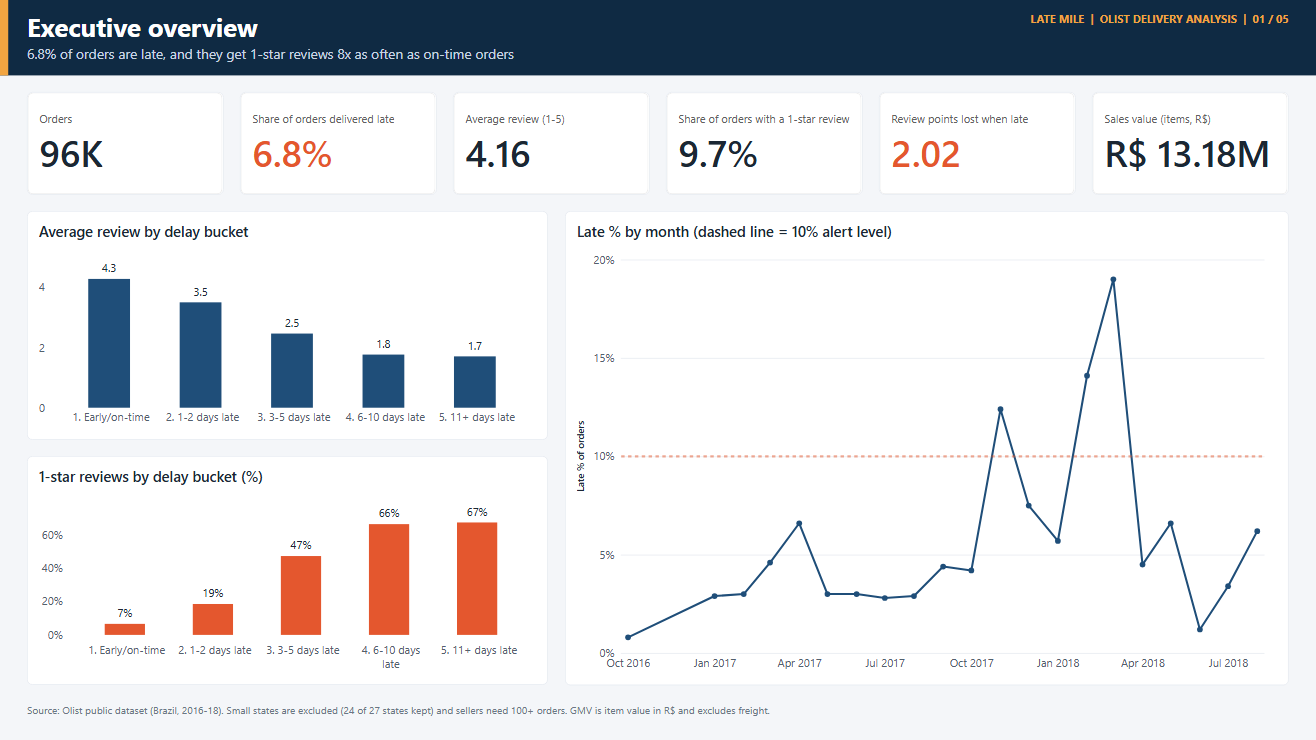 Executive overview
6.8% of orders are late, and they get 1-star reviews 8x as often as on-time orders
LATE MILE | OLIST DELIVERY ANALYSIS | 01 / 05
Orders
96K
Share of orders delivered late
6.8%
Average review (1-5)
4.16
Share of orders with a 1-star review
9.7%
Review points lost when late
2.02
Sales value (items, R$)
R$ 13.18M
Average review by delay bucket
4
2
0
4.3
3.5
2.5
1.8
1.7
1. Early/on-time
2. 1-2 days late
3. 3-5 days late
4. 6-10 days late
5. 11+ days late
1-star reviews by delay bucket (%)
60%
40%
20%
0%
7%
19%
47%
66%
67%
1. Early/on-time
2. 1-2 days late
3. 3-5 days late
4. 6-10 days
late
5. 11+ days late
Late % by month (dashed line = 10% alert level)
Late % of orders
20%
15%
10%
5%
0%
Oct 2016
Jan 2017
Apr 2017
Jul 2017
Oct 2017
Jan 2018
Apr 2018
Jul 2018
Source: Olist public dataset (Brazil, 2016-18). Small states are excluded (24 of 27 states kept) and sellers need 100+ orders. GMV is item value in R$ and excludes freight.